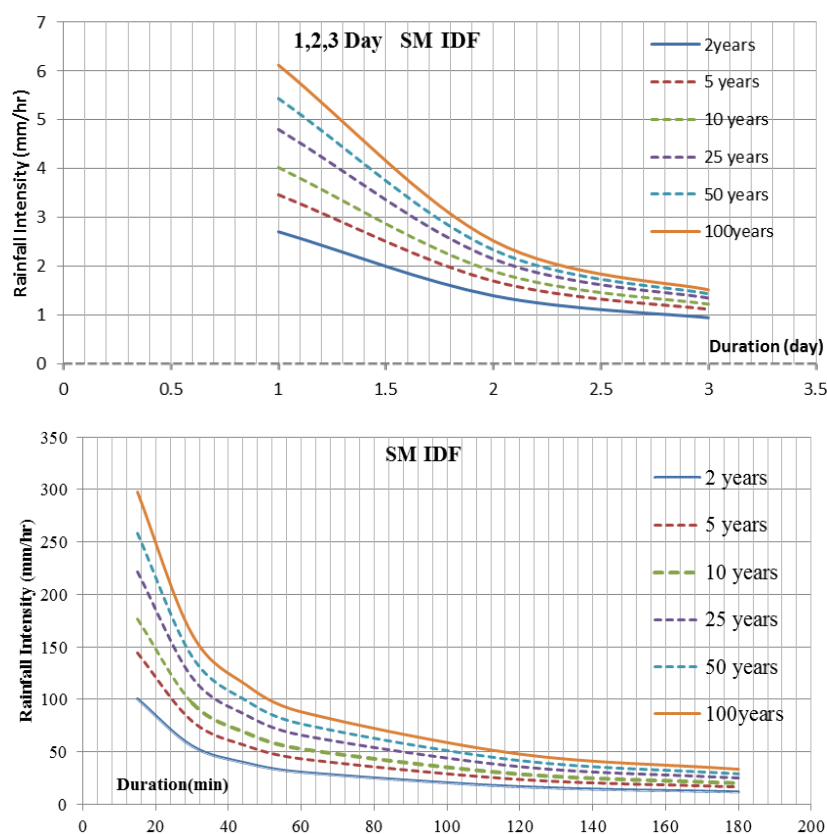 1,2,3 Day SM IDF
Rainfall Intensity (mm/hr)
7
6
5
4
3
2
1
0
2years
5 years
10 years
25 years
50 years
100years
Duration (day)
0 0.5 1 1.5 2 2.5 3 3.5
SM IDF
Rainfall Intensity (mm/hr)
350
300
250
200
150
100
50
0
2 years
5 years
10 years
25 years
50 years
100years
Duration(min)
0 20 40 60 80 100 120 140 160 180 200